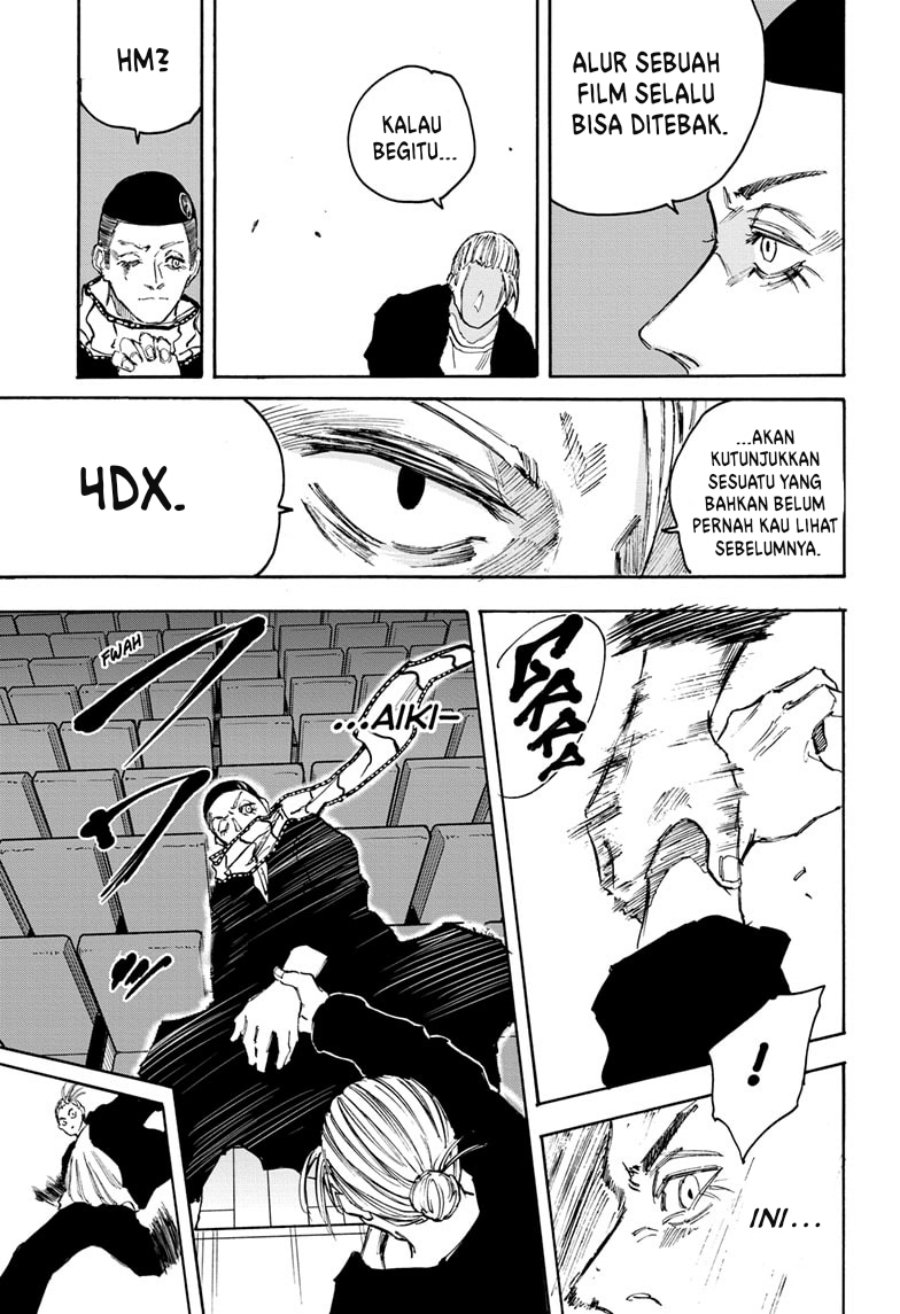 ALUR SEBUAH
FILM SELALU
BISA DITEBAK.
KALAU
BEGITU...
HM?
...AKAN
KUTUNJUKKAN
SESUATU YANG
BAHKAN BELUM
PERNAH KAU LIHAT
SEBELUMNYA.
4DX.
!
INI...
FWAH
...AIKI-